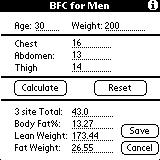 BFC for Men i
Age: 30 Weight: 200
Chest 16
Abdomen: 13
Thigh 14
Calculate Reset
3 site Total: 43.0
Body Fat%: 13.27
Lean Weight: 173.44
Fat Weight: 26.55
Save
Cancel